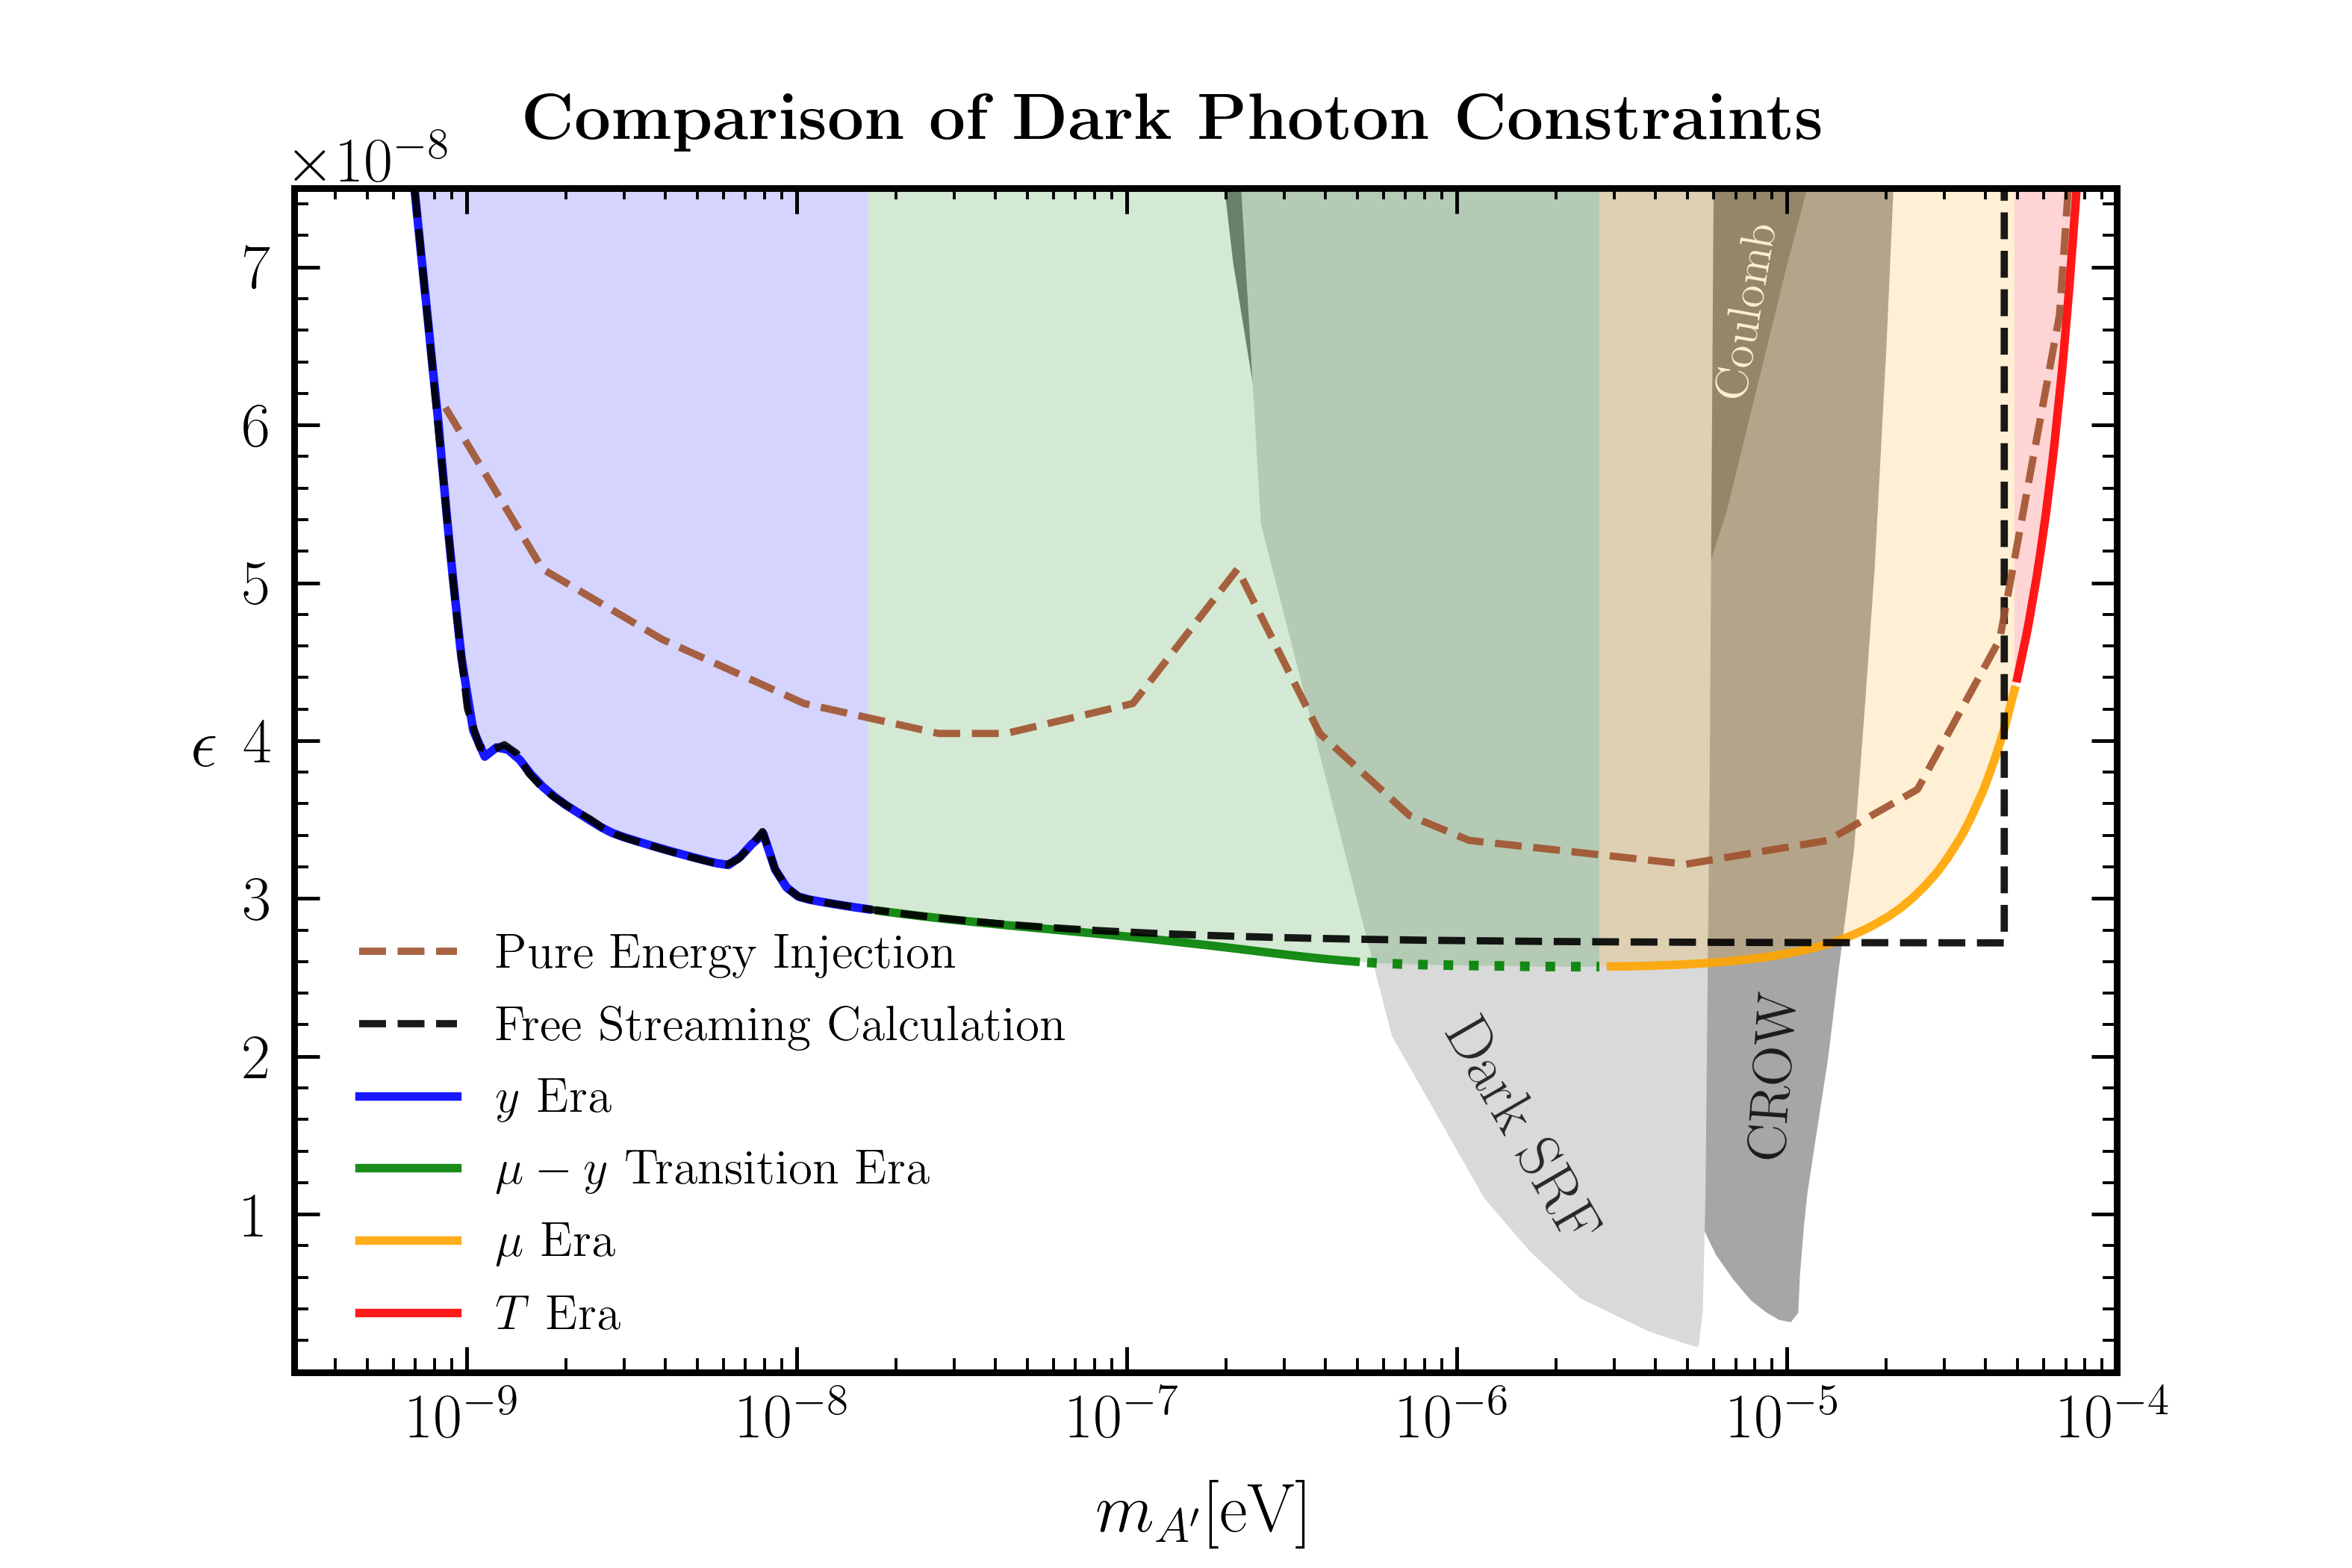 Comparison of Dark Photon Constraints
×10⁻⁸
7
6
5
4
3
2
1
ϵ
Coulomb
Dark SRF
CROW
Pure Energy Injection
Free Streaming Calculation
y Era
μ − y Transition Era
μ Era
T Era
10⁻⁹ 10⁻⁸ 10⁻⁷ 10⁻⁶ 10⁻⁵ 10⁻⁴
m_A′[eV]